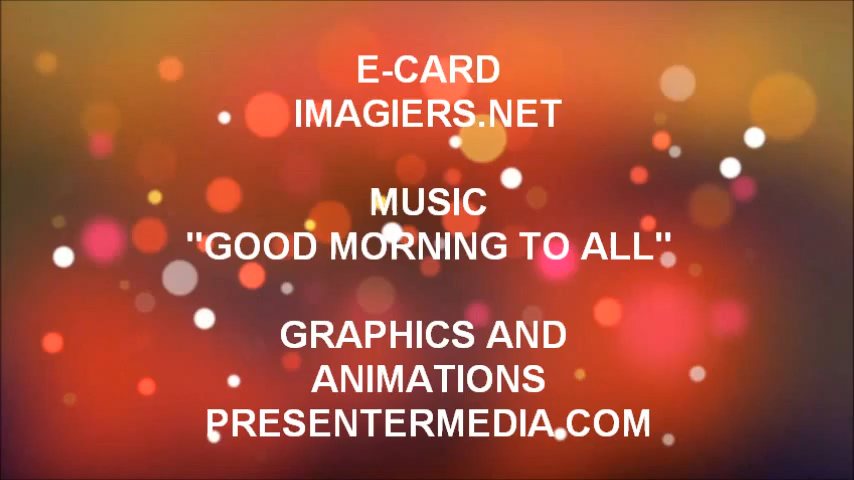 E-CARD
IMAGIERS.NET
MUSIC
"GOOD MORNING TO ALL"
GRAPHICS AND
ANIMATIONS
PRESENTERMEDIA.COM